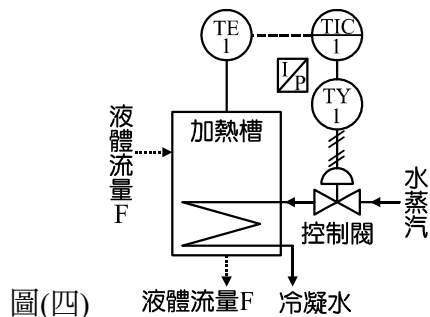 TE
1
TIC
1
I
P
TY
1
液
體
流
量
F
加熱槽
水
蒸
汽
控制閥
圖(四)
液體流量F
冷凝水